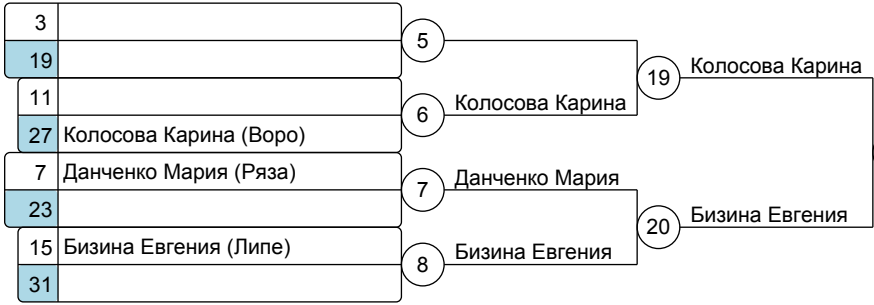 3
5
19
19 Колосова Карина
11
6 Колосова Карина
27 Колосова Карина (Воро)
7 Данченко Мария (Ряза)
7 Данченко Мария
23
20 Бизина Евгения
15 Бизина Евгения (Липе)
8 Бизина Евгения
31